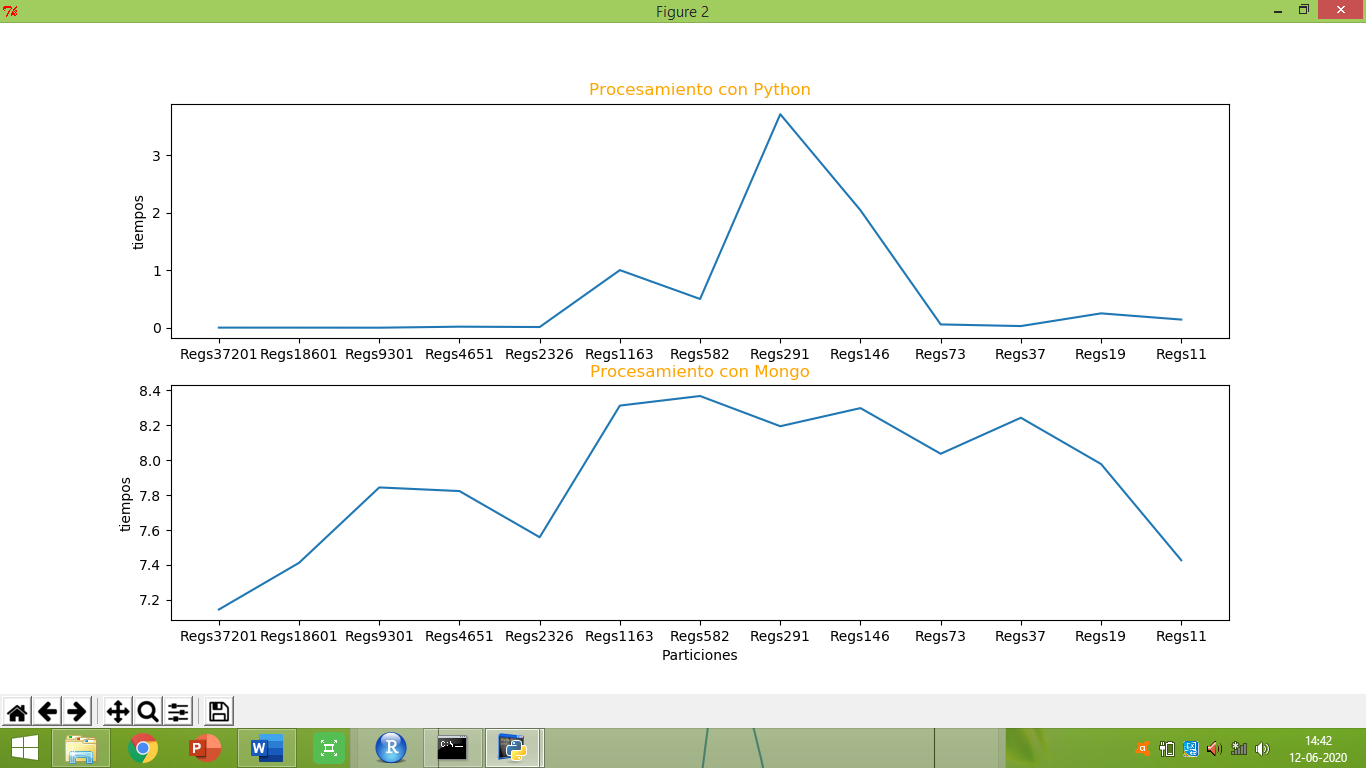 Figure 2
Procesamiento con Python
tiempos
3
2
1
0
Regs37201 Regs18601 Regs9301 Regs4651 Regs2326 Regs1163 Regs582 Regs291 Regs146 Regs73 Regs37 Regs19 Regs11
Procesamiento con Mongo
tiempos
8.4
8.2
8.0
7.8
7.6
7.4
7.2
Regs37201 Regs18601 Regs9301 Regs4651 Regs2326 Regs1163 Regs582 Regs291 Regs146 Regs73 Regs37 Regs19 Regs11
Particiones
14:42
12-06-2020